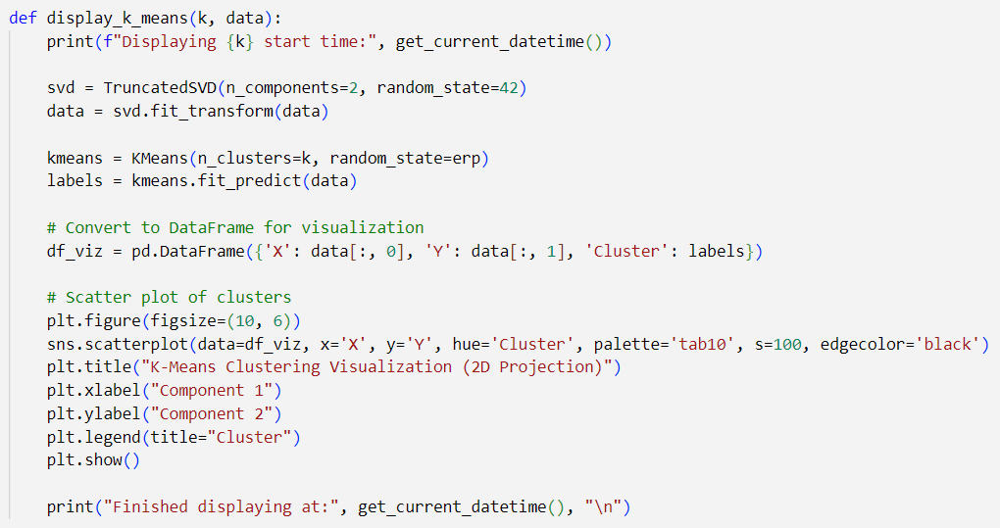 def display_k_means(k, data):
    print(f"Displaying {k} start time:", get_current_datetime())

    svd = TruncatedSVD(n_components=2, random_state=42)
    data = svd.fit_transform(data)

    kmeans = KMeans(n_clusters=k, random_state=erp)
    labels = kmeans.fit_predict(data)

    # Convert to DataFrame for visualization
    df_viz = pd.DataFrame({'X': data[:, 0], 'Y': data[:, 1], 'Cluster': labels})

    # Scatter plot of clusters
    plt.figure(figsize=(10, 6))
    sns.scatterplot(data=df_viz, x='X', y='Y', hue='Cluster', palette='tab10', s=100, edgecolor='black')
    plt.title("K-Means Clustering Visualization (2D Projection)")
    plt.xlabel("Component 1")
    plt.ylabel("Component 2")
    plt.legend(title="Cluster")
    plt.show()

    print("Finished displaying at:", get_current_datetime(), "\n")